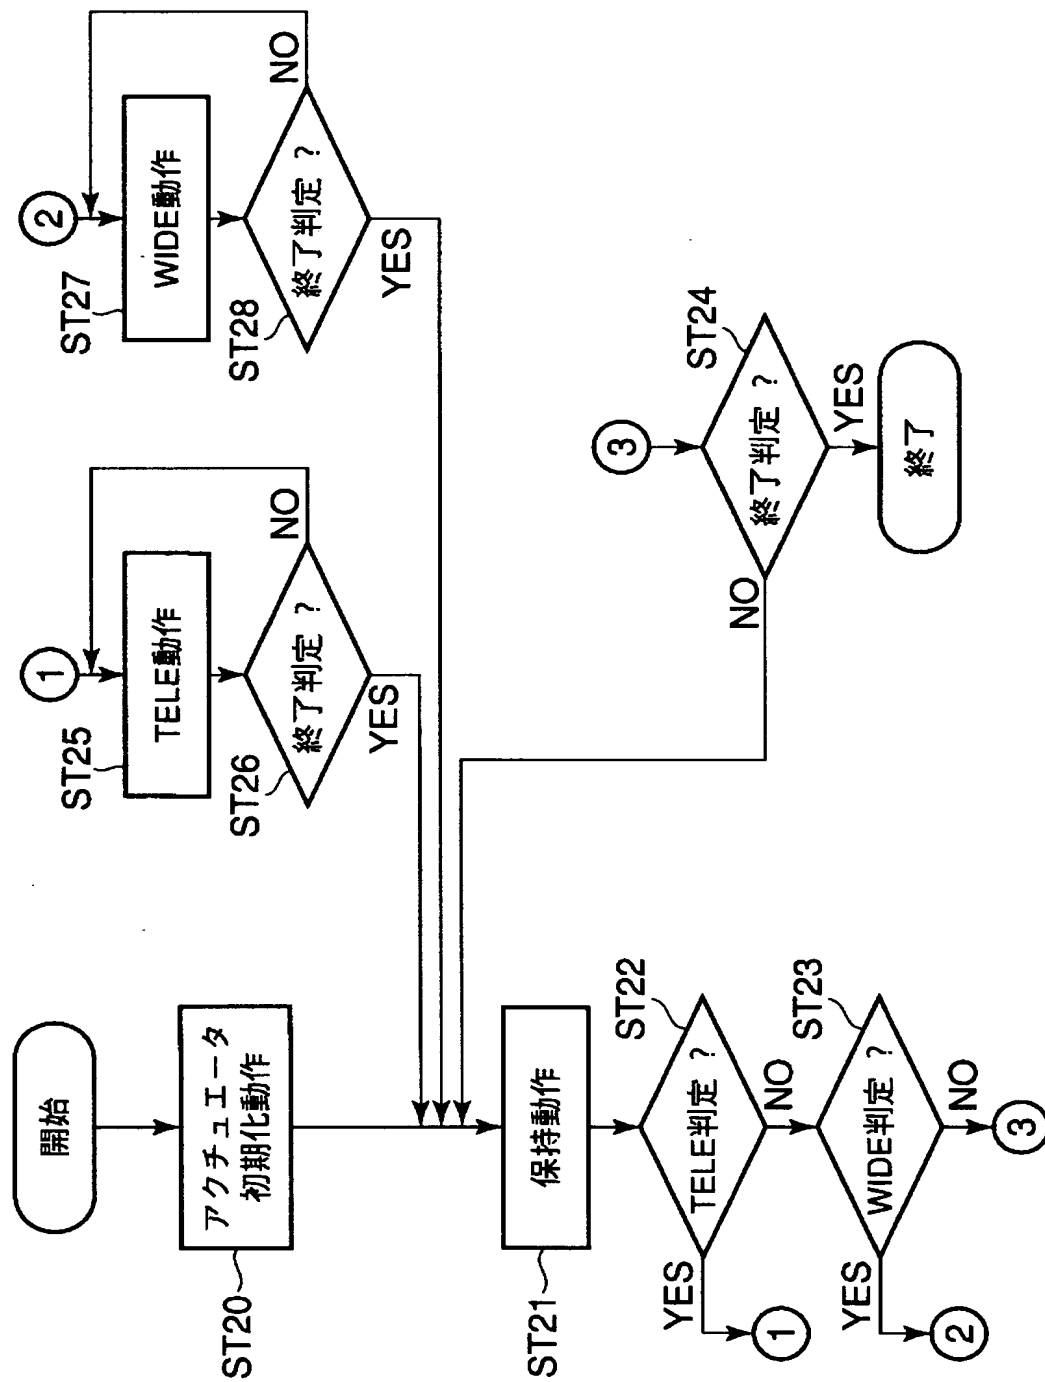 開始
アクチュエータ
初期化動作
ST20
保持動作
ST21
TELE判定 ?
ST22
YES
NO
1
WIDE判定 ?
ST23
YES
NO
2
3
1
TELE動作
ST25
終了判定 ?
ST26
NO
YES
2
WIDE動作
ST27
終了判定 ?
ST28
NO
YES
3
終了判定 ?
ST24
NO
YES
終了